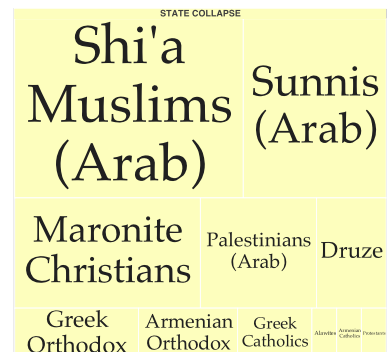 STATE COLLAPSE
Shi'a
Muslims
(Arab)
Sunnis
(Arab)
Maronite
Christians
Palestinians
(Arab)
Druze
Greek
Orthodox
Armenian
Orthodox
Greek
Catholics
Alawites
Armenian
Catholics
Protestants